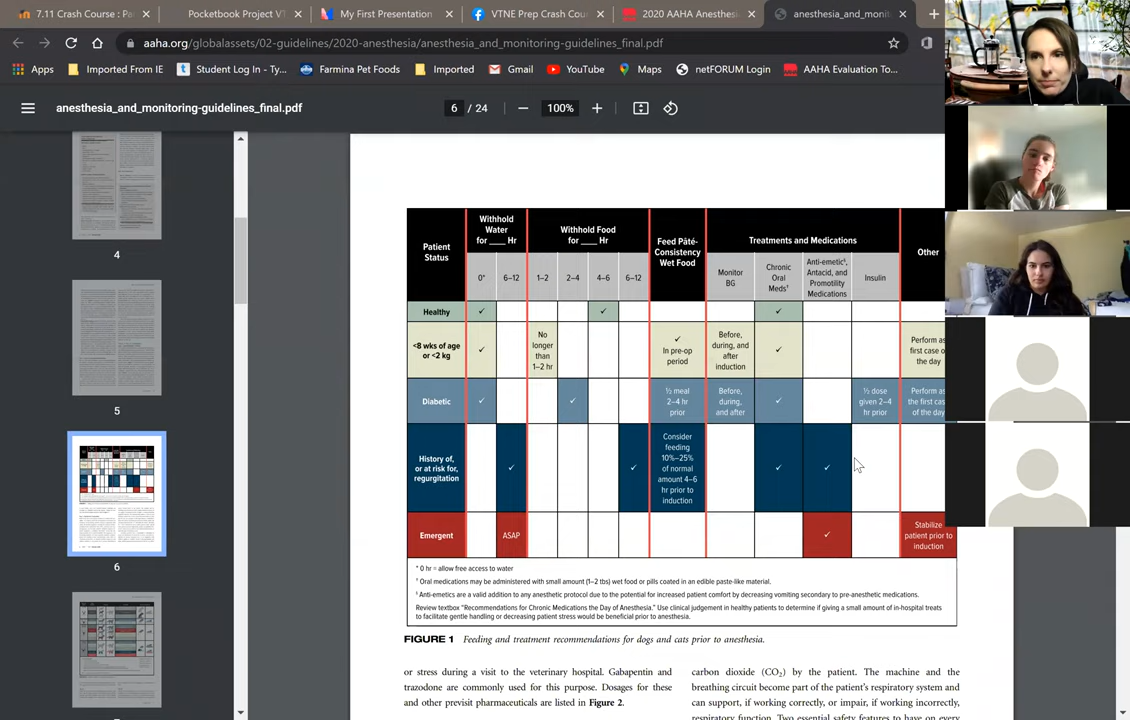 7.11 Crash Course : Pa
Pocketbook Project VT
My First Presentation
VTNE Prep Crash Cou
2020 AAHA Anesthesi
anesthesia_and_monit
aaha.org/globalassets/02-guidelines/2020-anesthesia/anesthesia_and_monitoring-guidelines_final.pdf
Apps
Imported From IE
Student Log In - Ty...
Farmina Pet Foods
Imported
Gmail
YouTube
Maps
netFORUM Login
AAHA Evaluation To...
anesthesia_and_monitoring-guidelines_final.pdf
6 / 24
100%
4
5
6
Patient
Status
Withhold
Water
for ___ Hr
Withhold Food
for ___ Hr
Feed Pâté-
Consistency
Wet Food
Treatments and Medications
Other
0*
6–12
1–2
2–4
4–6
6–12
Monitor
BG
Chronic
Oral
Meds†
Anti-emetic§,
Antacid, and
Promotility
Medications
Insulin
Healthy
✓
✓
✓
<8 wks of age
or <2 kg
✓
No
longer
than
1–2 hr
✓
In pre-op
period
Before,
during, and
after
induction
✓
Perform as
first case o
the day
Diabetic
✓
✓
½ meal
2–4 hr
prior
Before,
during,
and after
✓
½ dose
given 2–4
hr prior
Perform as
the first case
of the day
History of,
or at risk for,
regurgitation
✓
✓
Consider
feeding
10%–25%
of normal
amount 4–6
hr prior to
induction
✓
✓
Emergent
ASAP
✓
Stabilize
patient prior to
induction
* 0 hr = allow free access to water
† Oral medications may be administered with small amount (1–2 tbs) wet food or pills coated in an edible paste-like material.
§ Anti-emetics are a valid addition to any anesthetic protocol due to the potential for increased patient comfort by decreasing vomiting secondary to pre-anesthetic medications.
Review textbox “Recommendations for Chronic Medications the Day of Anesthesia.” Use clinical judgement in healthy patients to determine if giving a small amount of in-hospital treats
to facilitate gentle handling or decreasing patient stress would be beneficial prior to anesthesia.
FIGURE 1 Feeding and treatment recommendations for dogs and cats prior to anesthesia.
or stress during a visit to the veterinary hospital. Gabapentin and
trazodone are commonly used for this purpose. Dosages for these
and other previsit pharmaceuticals are listed in Figure 2.
carbon dioxide (CO2) by the patient. The machine and the
breathing circuit become part of the patient’s respiratory system and
can support, if working correctly, or impair, if working incorrectly,
respiratory function. Two essential safety features to have on every